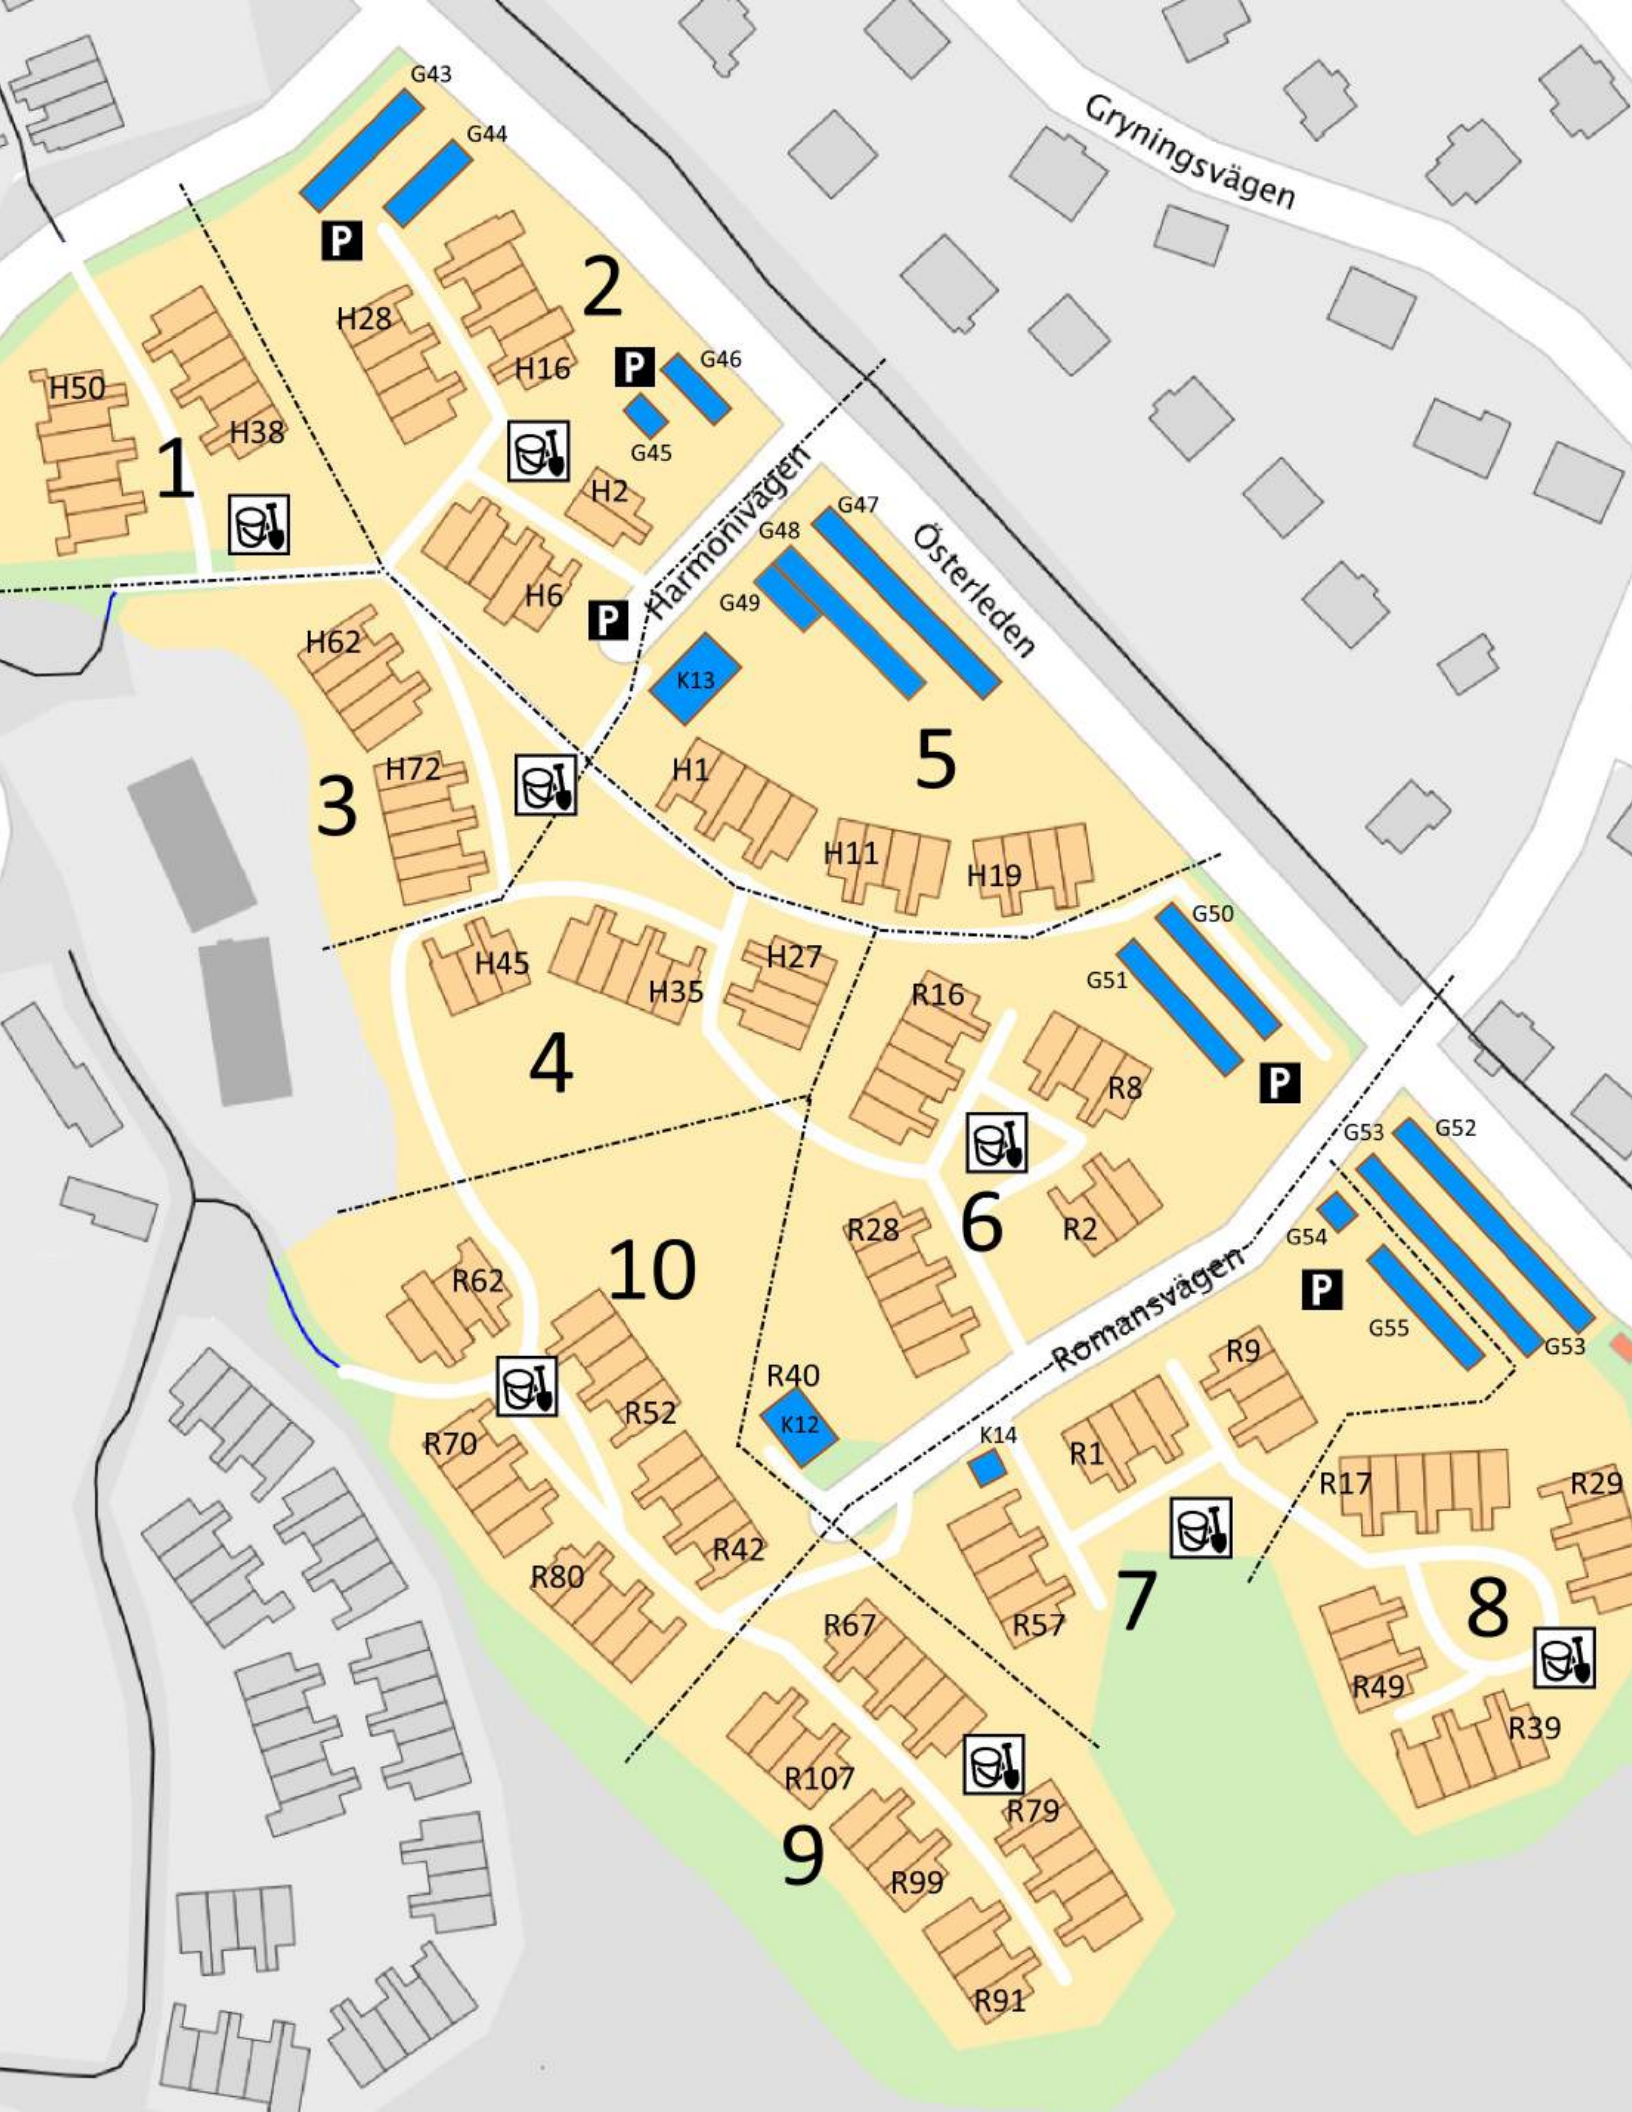 G43
G44
Gryningsvägen
P
2
H28
H16
P
G46
H50
H38
G45
1
H2
Harmonivägen
G47
G48
Österleden
H6
G49
P
H62
K13
H72
H1
5
3
H11
H19
G50
H45
H27
G51
H35
R16
4
R8
P
G53
G52
R28
6
R2
G54
10
R62
Romansvägen
P
G55
G53
R9
R40
K12
R52
R70
K14
R1
R17
R29
R42
R80
7
8
R67
R57
R49
R39
R107
R79
9
R99
R91